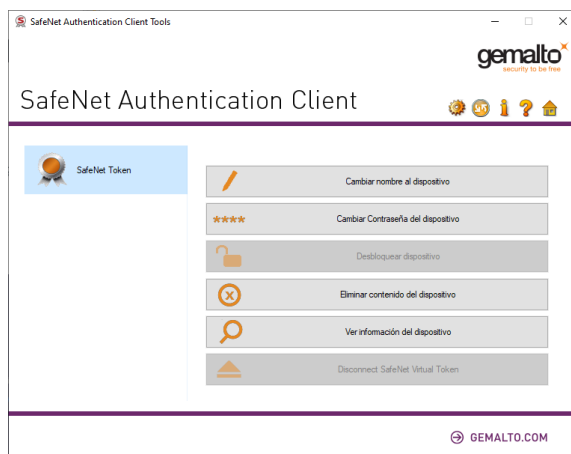 SafeNet Authentication Client Tools
gemalto
security to be free
SafeNet Authentication Client
SafeNet Token
Cambiar nombre al dispositivo
****
Cambiar Contraseña del dispositivo
Desbloquear dispositivo
Eliminar contenido del dispositivo
Ver información del dispositivo
Disconnect SafeNet Virtual Token
GEMALTO.COM